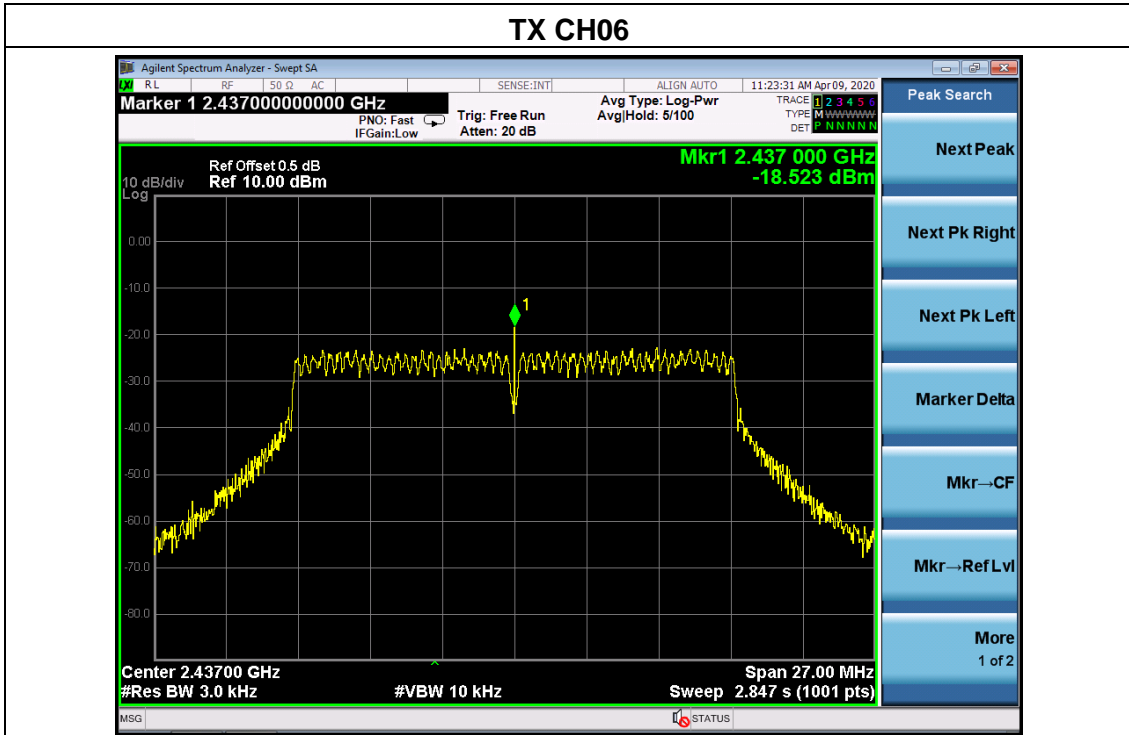 TX CH06
Agilent Spectrum Analyzer - Swept SA
LXI RL RF 50 Ω AC SENSE:INT ALIGN AUTO 11:23:31 AM Apr 09, 2020
Marker 1 2.437000000000 GHz
PNO: Fast
IFGain:Low
Trig: Free Run
Atten: 20 dB
Avg Type: Log-Pwr
Avg|Hold: 5/100
TRACE 1 2 3 4 5 6
TYPE M WWWWW
DET P N N N N N
Mkr1 2.437 000 GHz
-18.523 dBm
Ref Offset 0.5 dB
10 dB/div Ref 10.00 dBm
Log
0.00
-10.0
1
-20.0
-30.0
-40.0
-50.0
-60.0
-70.0
-80.0
Center 2.43700 GHz Span 27.00 MHz
#Res BW 3.0 kHz #VBW 10 kHz Sweep 2.847 s (1001 pts)
MSG STATUS
Peak Search
Next Peak
Next Pk Right
Next Pk Left
Marker Delta
Mkr→CF
Mkr→Ref Lvl
More
1 of 2